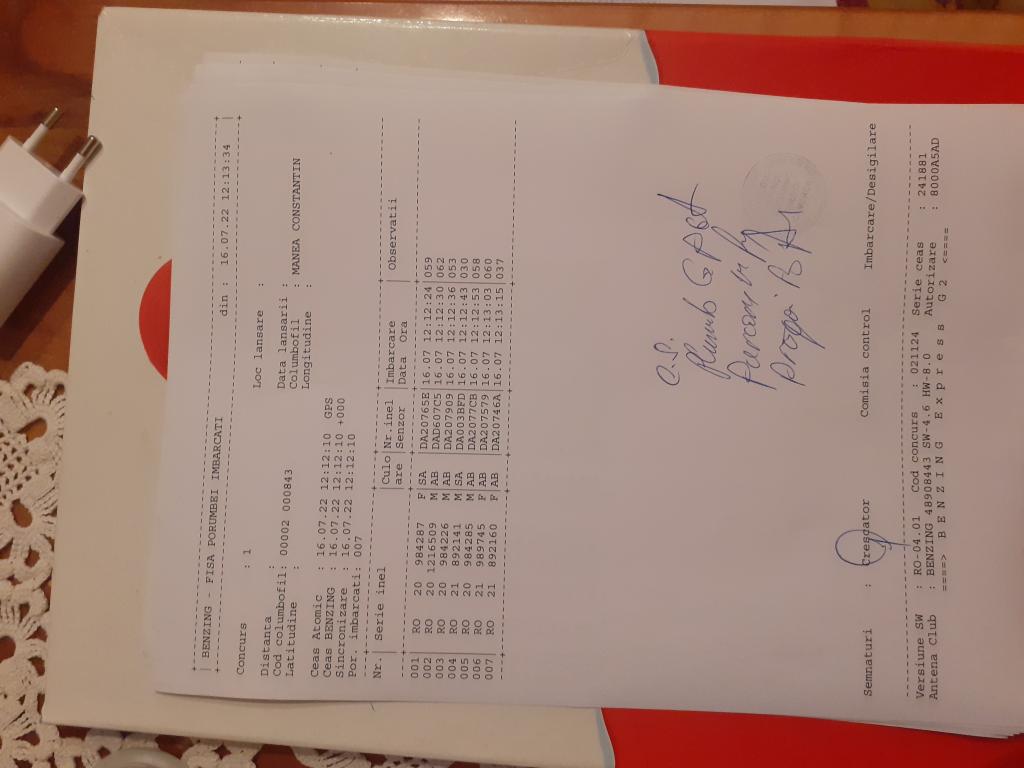 +-----------------------------------------------------------------------+
| BENZING - FISA PORUMBEI IMBARCATI din : 16.07.22 12:13:34 |
+-----------------------------------------------------------------------+
Concurs : 1
Loc lansare :
Distanta :
Cod columbofil: 00002 000843 Data lansarii :
Latitudine : Columbofil : MANEA CONSTANTIN
Longitudine :
Ceas Atomic : 16.07.22 12:12:10 GPS
Ceas BENZING : 16.07.22 12:12:10 +000
Sincronizare : 16.07.22 12:12:10
Por. imbarcati: 007
Nr.| Serie inel |Culo|Nr.inel |Imbarcare |Observatii
|are |Senzor |Data Ora |
001| RO 20 984287 F SA |DA20765E|16.07 12:12:24|059
002| RO 20 1216509 M AB |DAD607C5|16.07 12:12:30|062
003| RO 20 984226 M AB |DA207909|16.07 12:12:36|053
004| RO 21 892141 M SA |DA003BFD|16.07 12:12:43|030
005| RO 20 984285 M AB |DA2077CB|16.07 12:12:53|058
006| RO 21 989745 F AB |DA207579|16.07 12:13:03|060
007| RO 21 892160 F AB |DA20746A|16.07 12:13:15|037
Semnaturi : Crescator Comisia control Imbarcare/Desigilare
Versiune SW : RO-04.01 Cod concurs : 021124 Serie ceas : 241881
Antena Club : BENZING 48908443 SW-4.6 HW-8.0 Autorizare : 8000A5AD
====> B E N Z I N G E x p r e s s G 2 <====